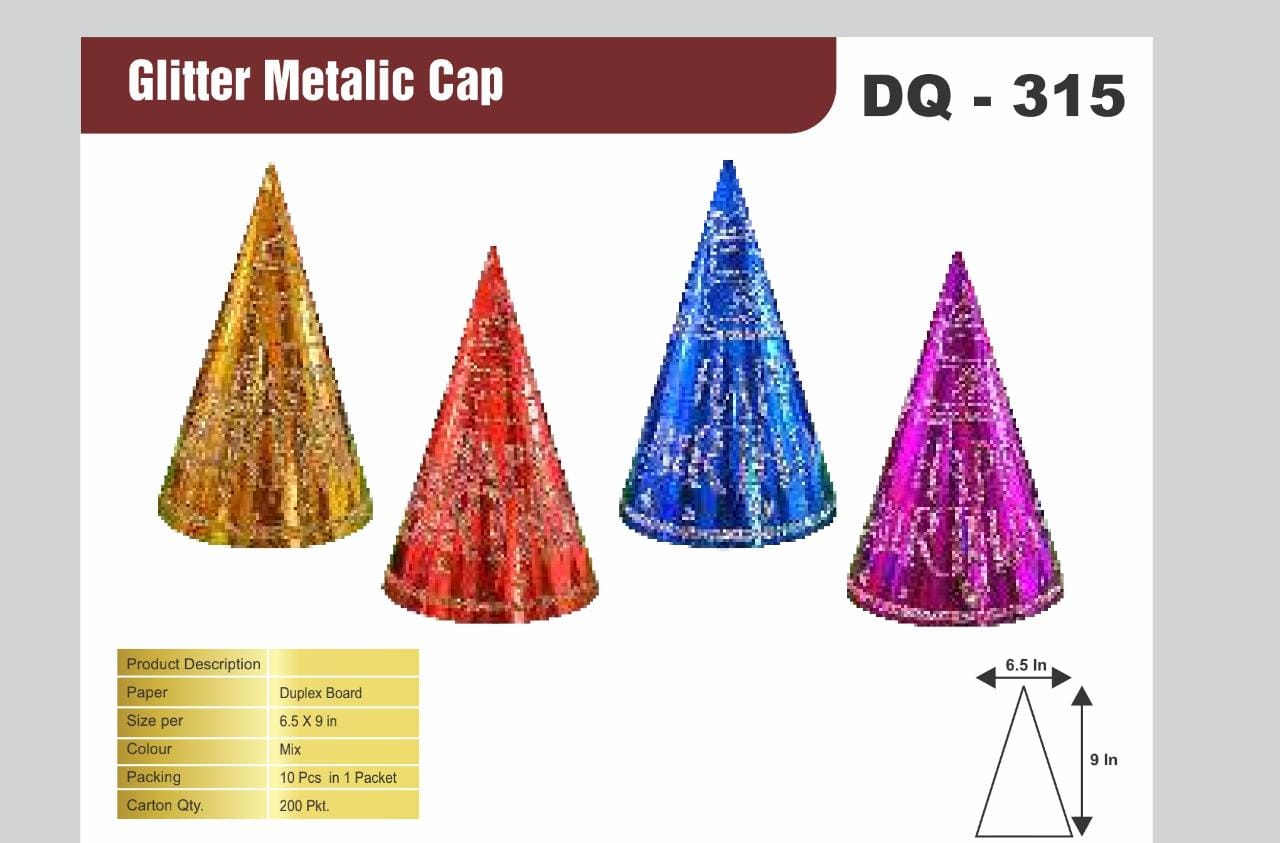 Glitter Metalic Cap
DQ - 315
Product Description
Paper Duplex Board
Size per 6.5 X 9 in
Colour Mix
Packing 10 Pcs in 1 Packet
Carton Qty. 200 Pkt.
6.5 In
9 In